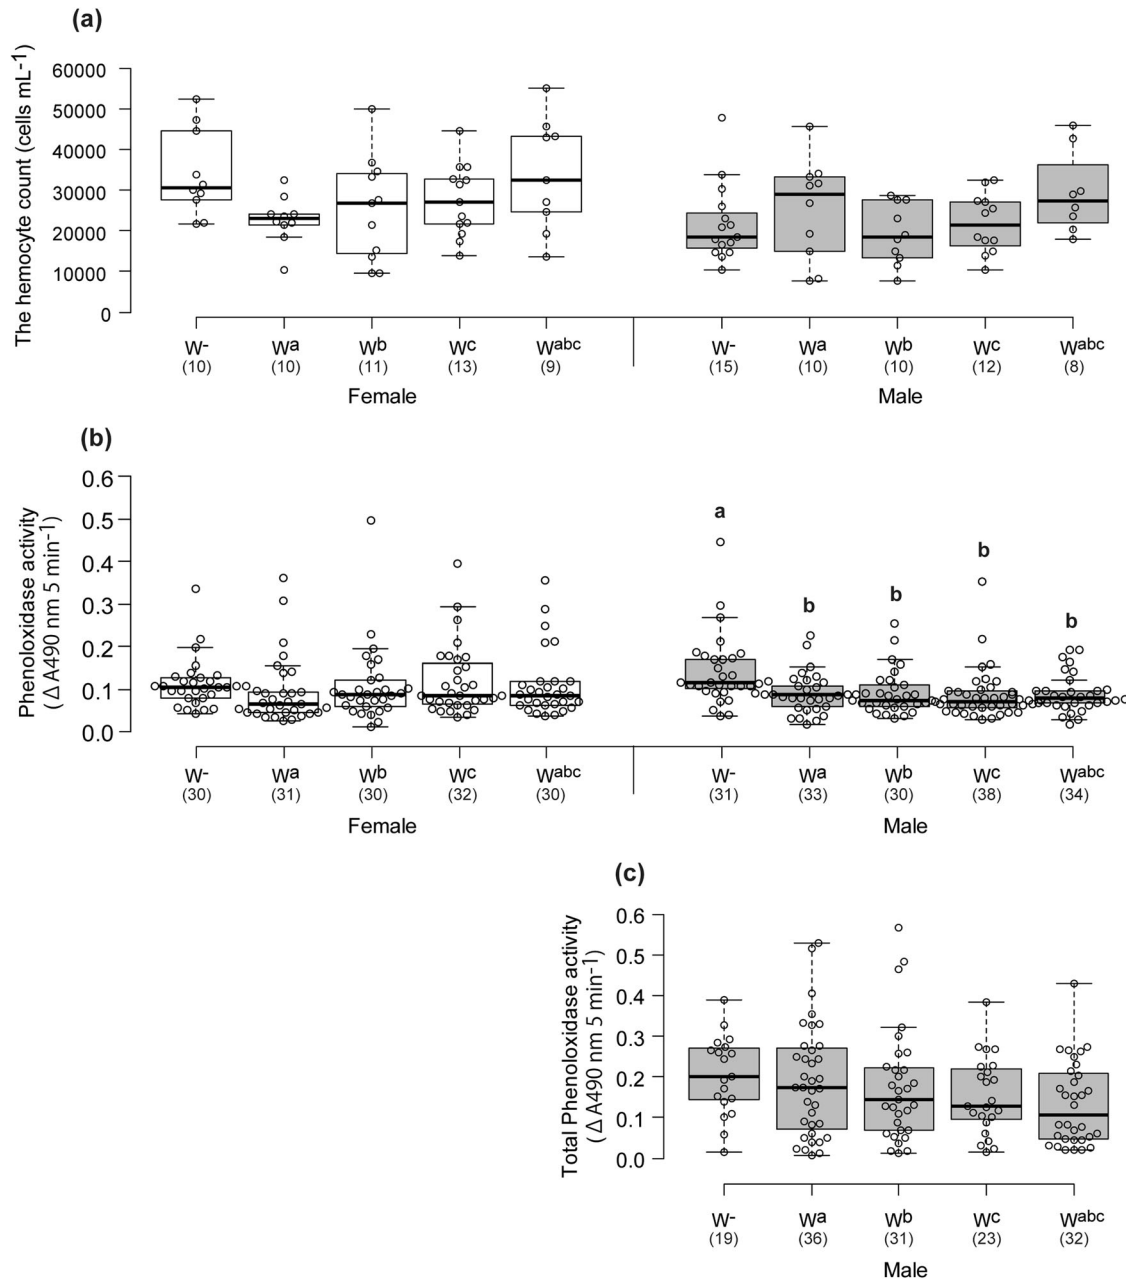 (a)
The hemocyte count (cells mL-1)
60000
50000
40000
30000
20000
10000
0
W- Wa Wb Wc Wabc W- Wa Wb Wc Wabc
(10) (10) (11) (13) (9) (15) (10) (10) (12) (8)
Female Male
(b)
Phenoloxidase activity
(Δ A490 nm 5 min-1)
0.6
0.5
0.4
0.3
0.2
0.1
0.0
a
b
b
b
b
W- Wa Wb Wc Wabc W- Wa Wb Wc Wabc
(30) (31) (30) (32) (30) (31) (33) (30) (38) (34)
Female Male
(c)
Total Phenoloxidase activity
(Δ A490 nm 5 min-1)
0.6
0.5
0.4
0.3
0.2
0.1
0.0
W- Wa Wb Wc Wabc
(19) (36) (31) (23) (32)
Male